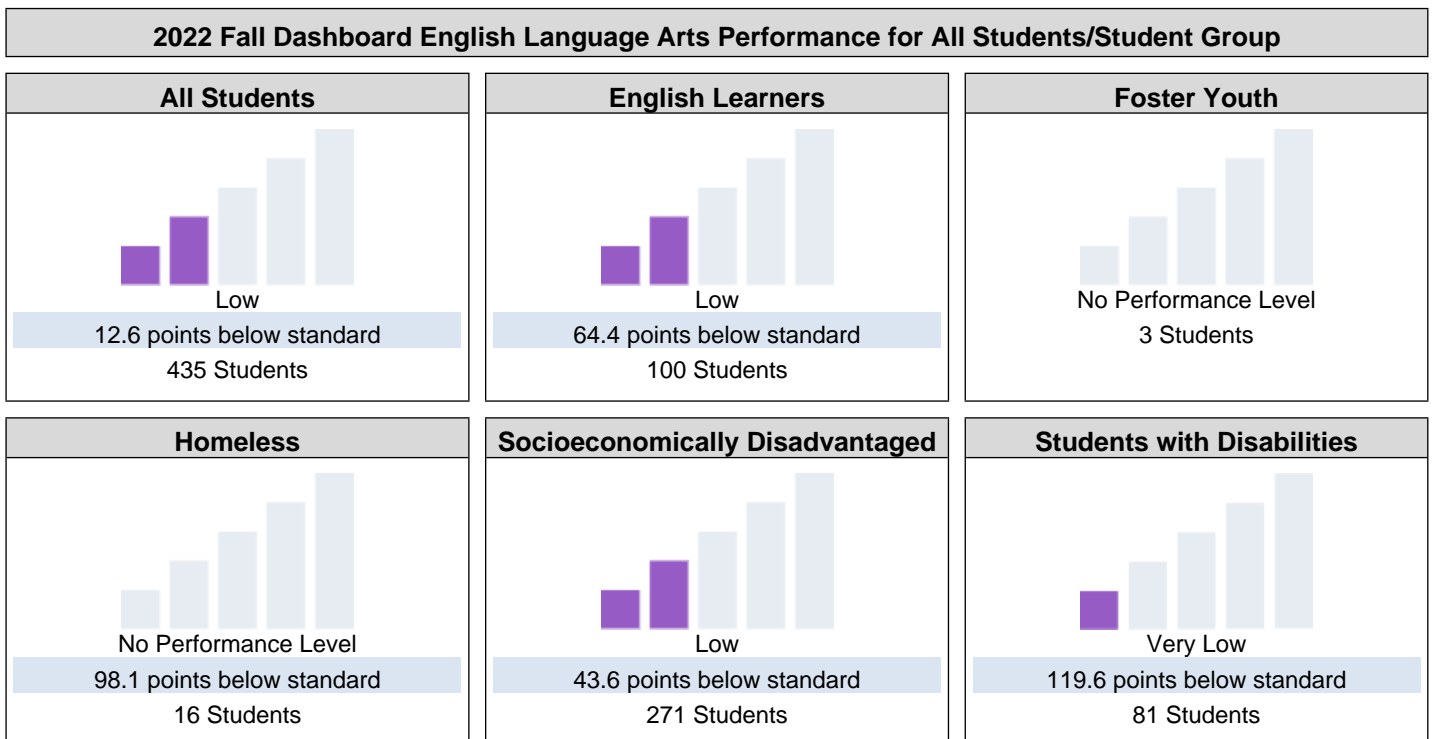 2022 Fall Dashboard English Language Arts Performance for All Students/Student Group
All Students
Low
12.6 points below standard
435 Students
English Learners
Low
64.4 points below standard
100 Students
Foster Youth
No Performance Level
3 Students
Homeless
No Performance Level
98.1 points below standard
16 Students
Socioeconomically Disadvantaged
Low
43.6 points below standard
271 Students
Students with Disabilities
Very Low
119.6 points below standard
81 Students